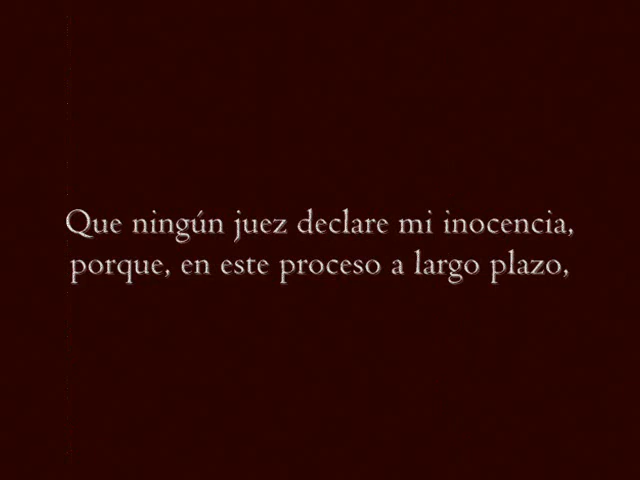 Que ningún juez declare mi inocencia,
porque, en este proceso a largo plazo,